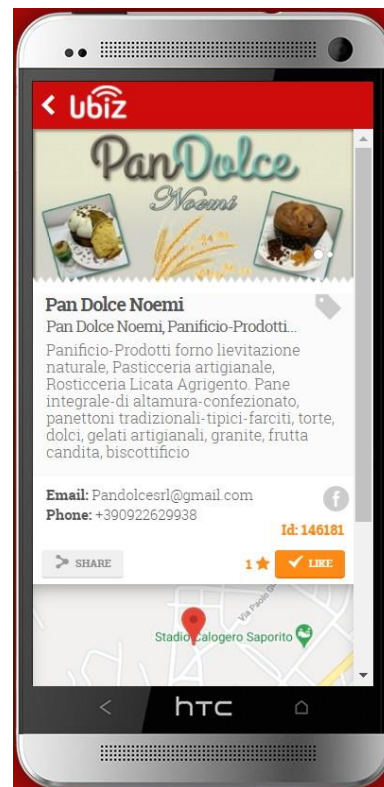 Ubiz
PanDolce
Noemi
Pan Dolce Noemi
Pan Dolce Noemi, Panificio-Prodotti...
Panificio-Prodotti forno lievitazione
naturale, Pasticceria artigianale,
Rosticceria Licata Agrigento. Pane
integrale-di altamura-confezionato,
panettoni tradizionali-tipici-farciti, torte,
dolci, gelati artigianali, granite, frutta
candita, biscottificio
Email: Pandolcesrl@gmail.com
Phone: +390922629938
Id: 146181
SHARE
1
LIKE
Via Paolo
Stadio Calogero Saporito
hTC